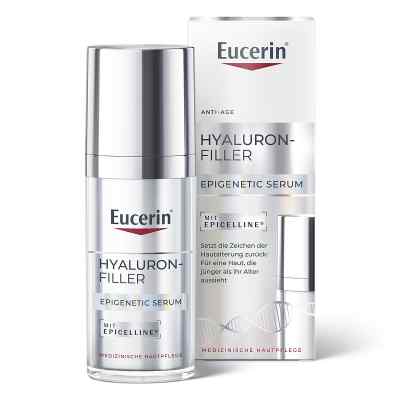 Eucerin®
HYALURON-
FILLER
EPIGENETIC SERUM
MIT
EPICELLINE®
Eucerin®
ANTI-AGE
HYALURON-
FILLER
EPIGENETIC SERUM
MIT
EPICELLINE®
Setzt die Zeichen der
Hautalterung zurück:
Für eine Haut, die
jünger als ihr Alter
aussieht
MEDIZINISCHE HAUTPFLEGE